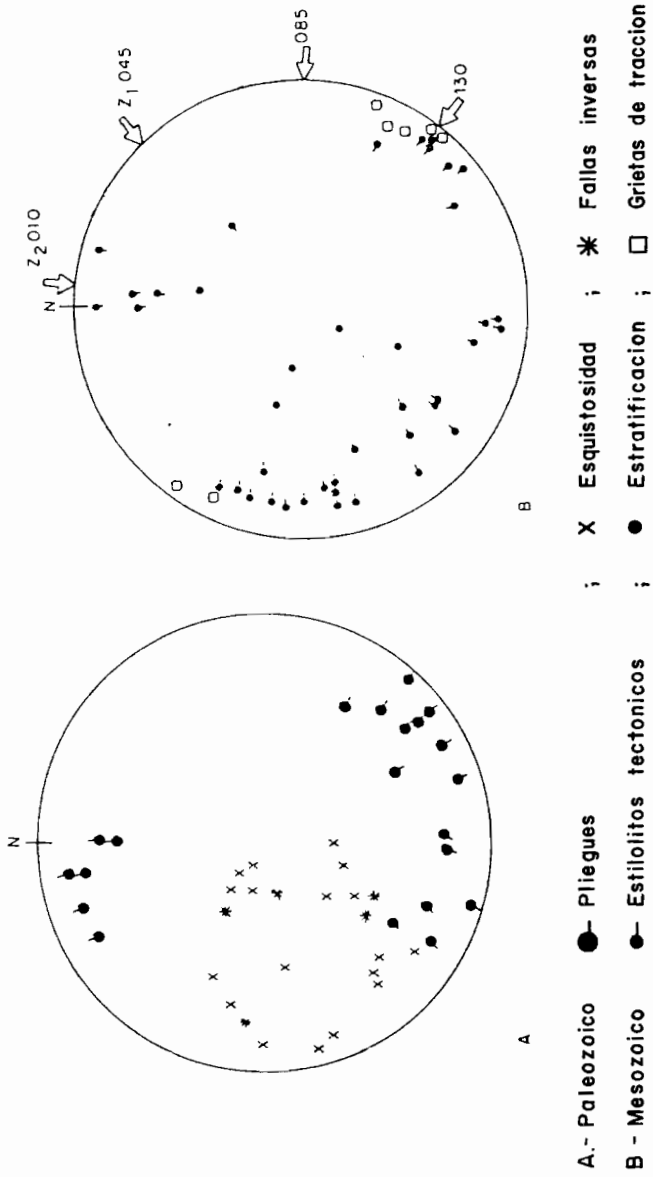 N
A
N
Z2 010
Z1 045
085
130
B
A.- Paleozoico Pliegues ; X Esquistosidad ; Fallas inversas
B - Mesozoico Estilolitos tectonicos ; Estratificacion ; Grietas de traccion